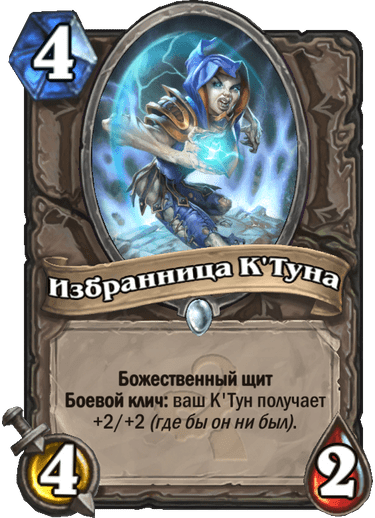 4
Избранница К'Туна
Божественный щит
Боевой клич: ваш К'Тун получает
+2/+2 (где бы он ни был).
4
2